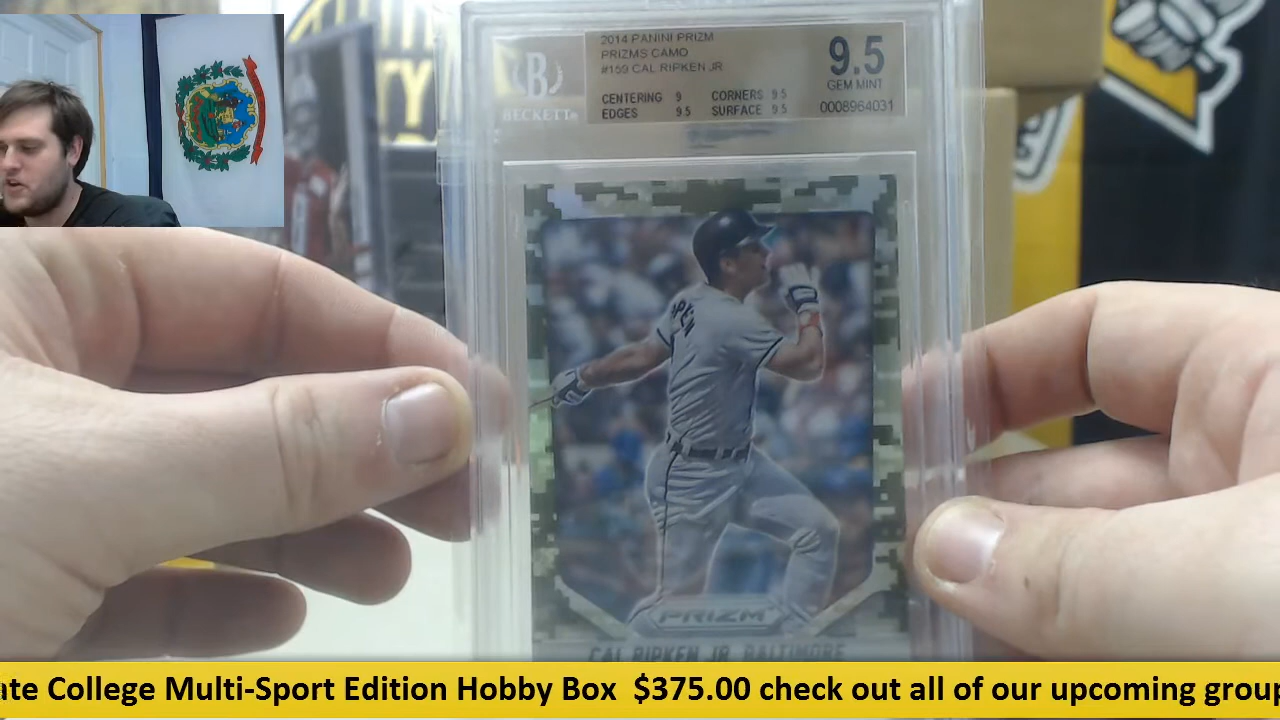 2014 PANINI PRIZM
PRIZMS CAMO
#159 CAL RIPKEN JR
9.5
GEM MINT
CENTERING 9 CORNERS 9.5
EDGES 9.5 SURFACE 9.5
0008964031
B
BECKETT
TY
PRIZM
CAL RIPKEN JR. BALTIMORE
ate College Multi-Sport Edition Hobby Box $375.00 check out all of our upcoming group